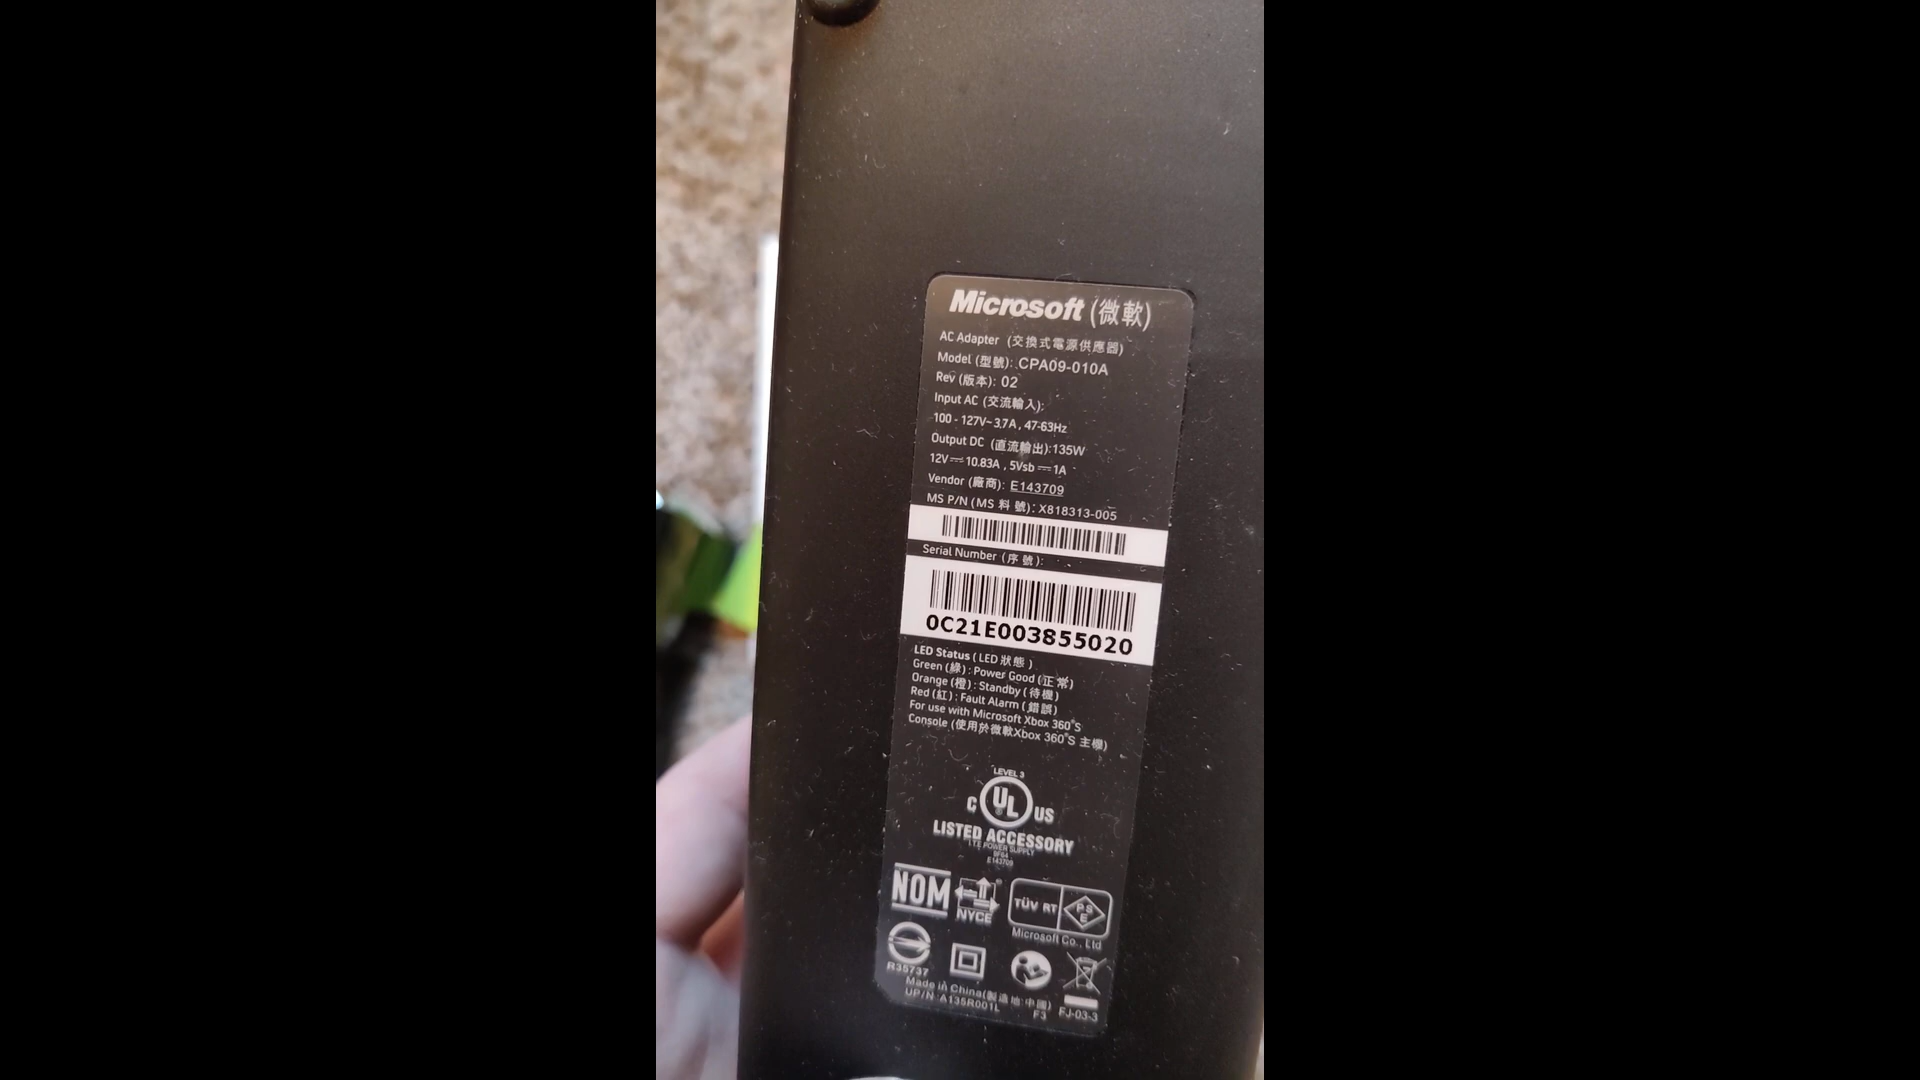 Microsoft (微軟)
AC Adapter (交換式電源供應器)
Model (型號): CPA09-010A
Rev (版本): 02
Input AC (交流輸入):
100 - 127V~ 3.7A , 47-63Hz
Output DC (直流輸出):135W
12V⎓ 10.83A , 5Vsb ⎓ 1A
Vendor (廠商): E143709
MS P/N (MS 料 號): X818313-005
Serial Number (序 號):
0C21E003855020
LED Status ( LED 狀態 )
Green (綠) : Power Good (正 常)
Orange (橙) : Standby ( 待機 )
Red (紅) : Fault Alarm ( 錯誤 )
For use with Microsoft Xbox 360®S
Console (使用於微軟Xbox 360®S 主機)
LEVEL 3
C UL US
®
LISTED ACCESSORY
I.T.E. POWER SUPPLY
9F64
E143709
NOM NYCE TÜV RT PSE
Microsoft Co., Ltd
R35737
Made in China(製造地:中國)
UP/N:A135R001L F3 FJ-03-3